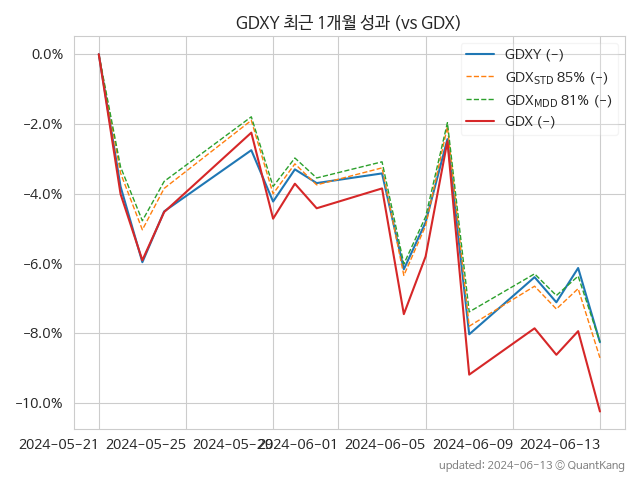 GDXY 최근 1개월 성과 (vs GDX)
GDXY (-)
GDX_STD 85% (-)
GDX_MDD 81% (-)
GDX (-)
0.0%
-2.0%
-4.0%
-6.0%
-8.0%
-10.0%
2024-05-21 2024-05-25 2024-05-29 2024-06-01 2024-06-05 2024-06-09 2024-06-13
updated: 2024-06-13 © QuantKang